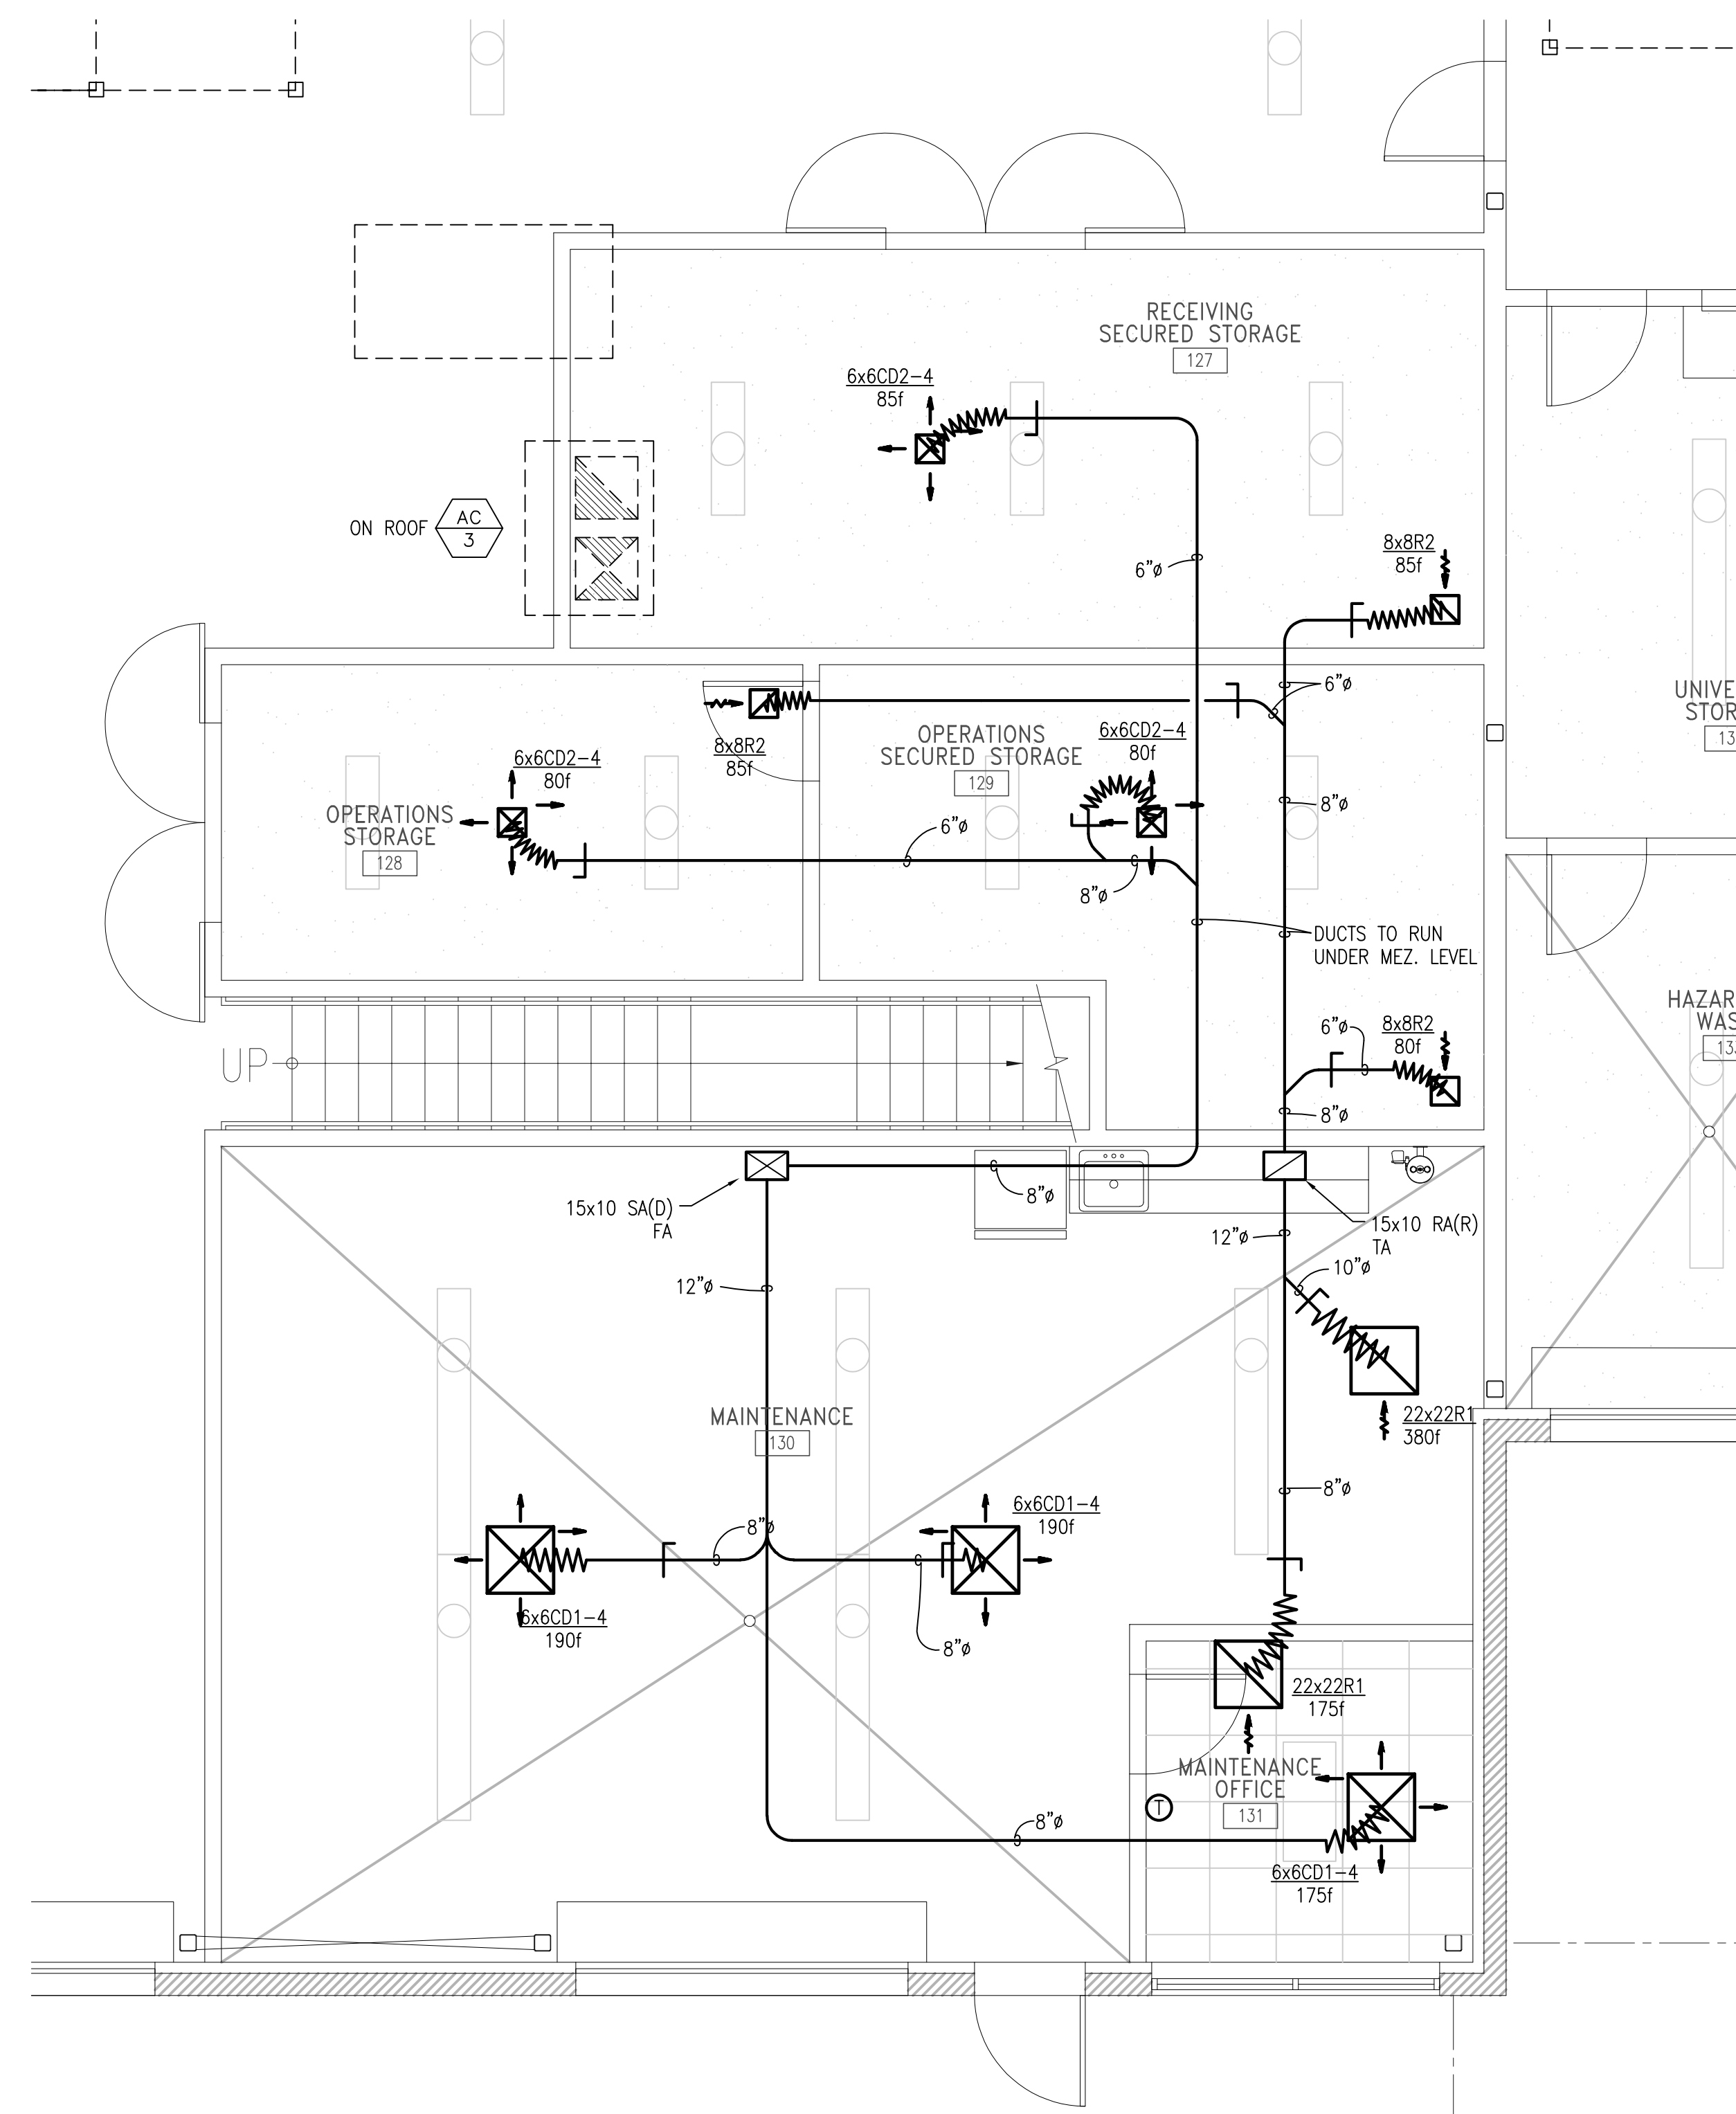 RECEIVING
SECURED STORAGE
127
6x6CD2-4
85f
ON ROOF
AC
3
6"ø
8x8R2
85f
6"ø
8x8R2
85f
OPERATIONS
SECURED STORAGE
129
6x6CD2-4
80f
6x6CD2-4
80f
OPERATIONS
STORAGE
128
6"ø
8"ø
8"ø
DUCTS TO RUN
UNDER MEZ. LEVEL
UP
6"ø
8x8R2
80f
8"ø
15x10 SA(D)
FA
8"ø
12"ø
15x10 RA(R)
TA
10"ø
12"ø
22x22R1
380f
MAINTENANCE
130
8"ø
8"ø
6x6CD1-4
190f
6x6CD1-4
190f
8"ø
22x22R1
175f
MAINTENANCE
OFFICE
131
T
8"ø
6x6CD1-4
175f